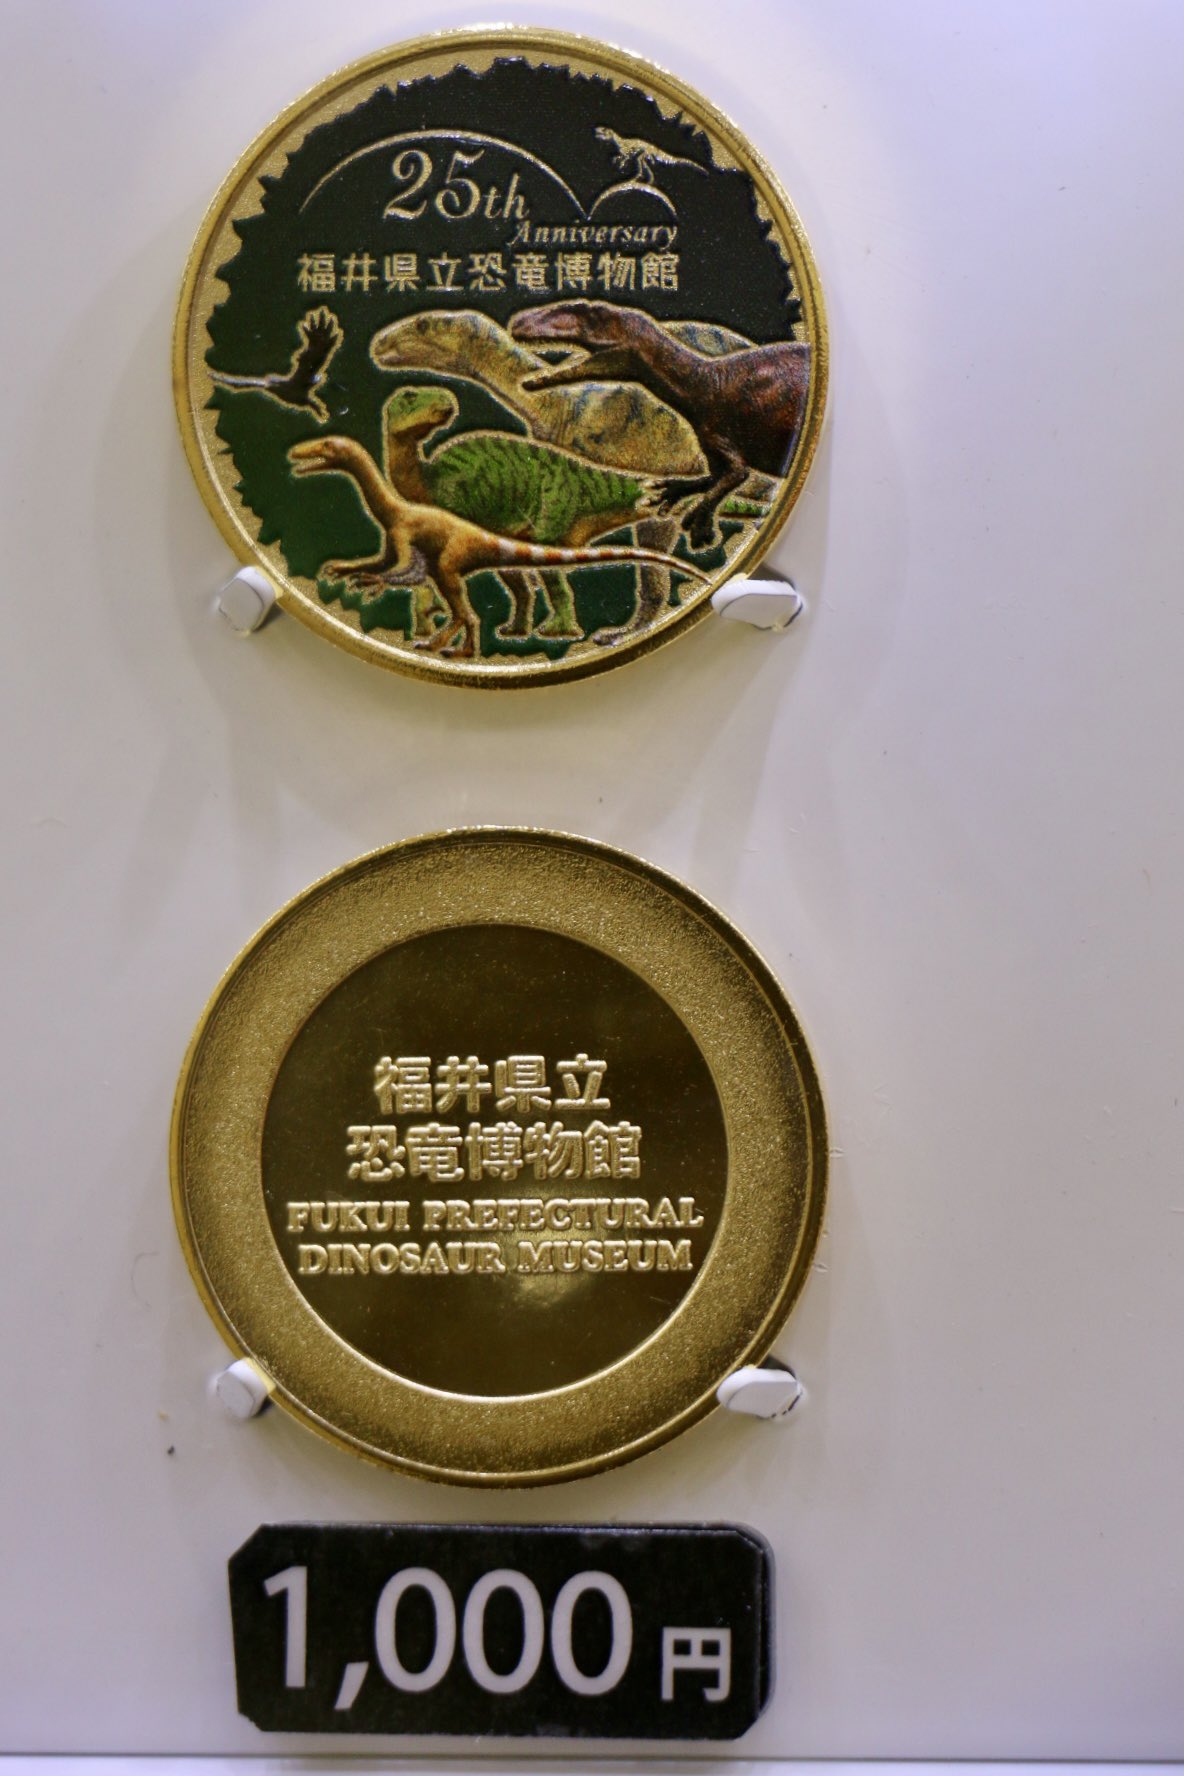 25th
Anniversary
福井県立恐竜博物館
福井県立
恐竜博物館
FUKUI PREFECTURAL
DINOSAUR MUSEUM
1,000円